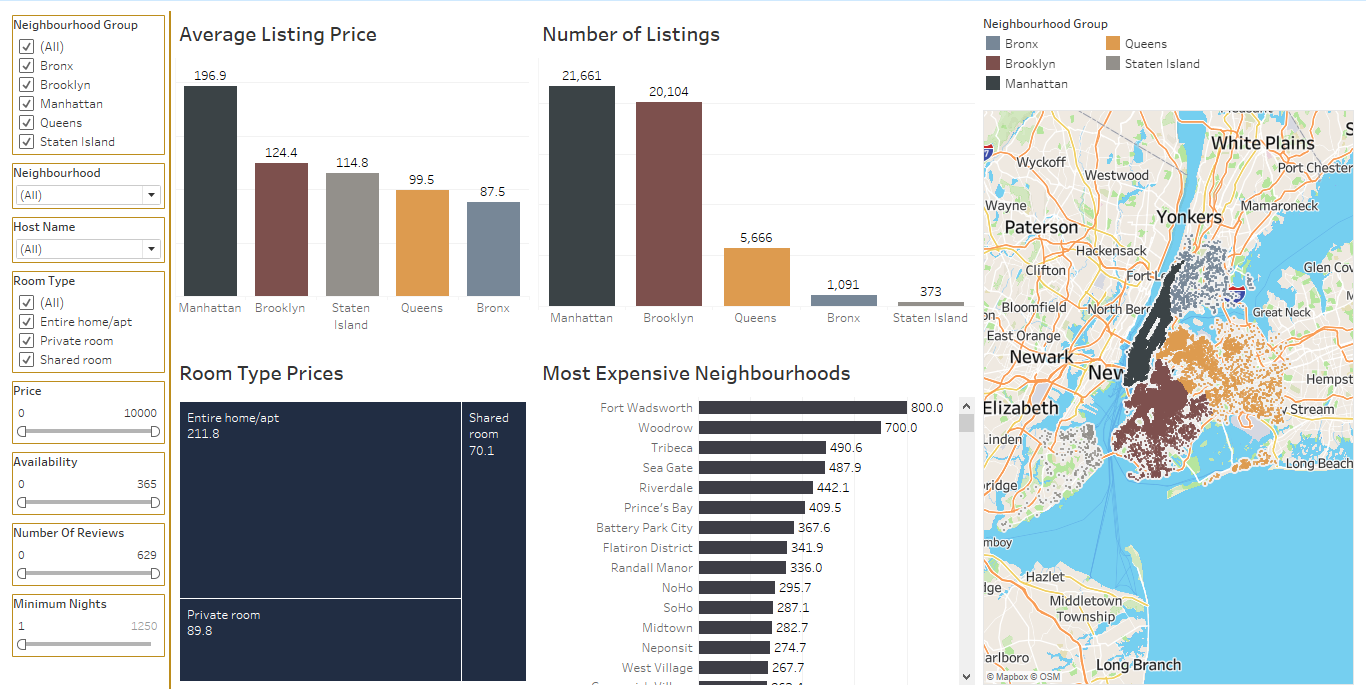 Neighbourhood Group
(All)
Bronx
Brooklyn
Manhattan
Queens
Staten Island
Neighbourhood
(All)
Host Name
(All)
Room Type
(All)
Entire home/apt
Private room
Shared room
Price
0 10000
Availability
0 365
Number Of Reviews
0 629
Minimum Nights
1 1250
Average Listing Price
196.9
124.4
114.8
99.5
87.5
Manhattan
Brooklyn
Staten
Island
Queens
Bronx
Number of Listings
21,661
20,104
5,666
1,091
373
Manhattan
Brooklyn
Queens
Bronx
Staten Island
Room Type Prices
Entire home/apt
211.8
Shared
room
70.1
Private room
89.8
Most Expensive Neighbourhoods
Fort Wadsworth 800.0
Woodrow 700.0
Tribeca 490.6
Sea Gate 487.9
Riverdale 442.1
Prince's Bay 409.5
Battery Park City 367.6
Flatiron District 341.9
Randall Manor 336.0
NoHo 295.7
SoHo 287.1
Midtown 282.7
Neponsit 274.7
West Village 267.7
Neighbourhood Group
Bronx
Queens
Brooklyn
Staten Island
Manhattan
White Plains
Wyckoff
Port Chester
Westwood
Wayne
Mamaroneck
Yonkers
Paterson
Hackensack
Clifton
Fort L
Glen Cov
Bloomfield
North Berg
Great Neck
East Orange
Newark
New
Hempst
Elizabeth
Stream
Linden
Long Beach
bridge
mboy
Hazlet
dge
Middletown
Township
arlboro
Long Branch
© Mapbox © OSM